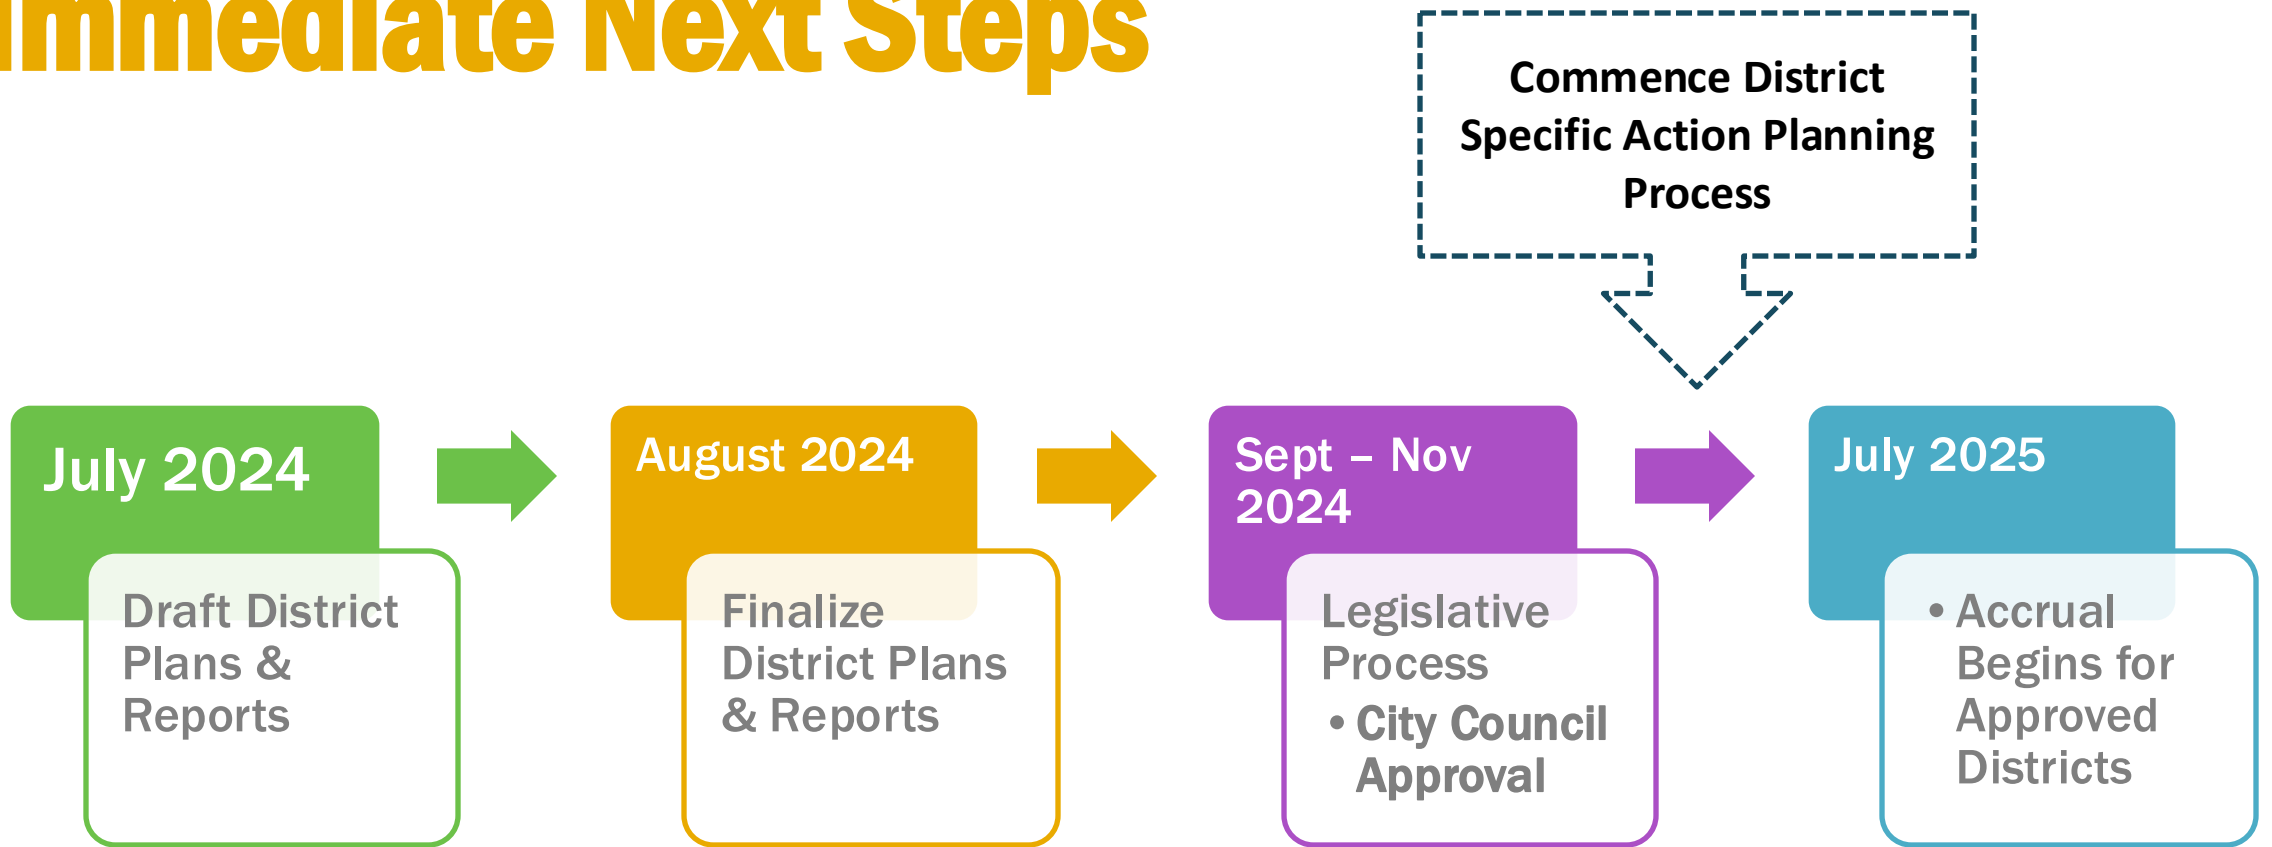 Immediate Next Steps
Commence District
Specific Action Planning
Process
July 2024
Draft District
Plans &
Reports
August 2024
Finalize
District Plans
& Reports
Sept – Nov
2024
Legislative
Process
• City Council
Approval
July 2025
• Accrual
Begins for
Approved
Districts